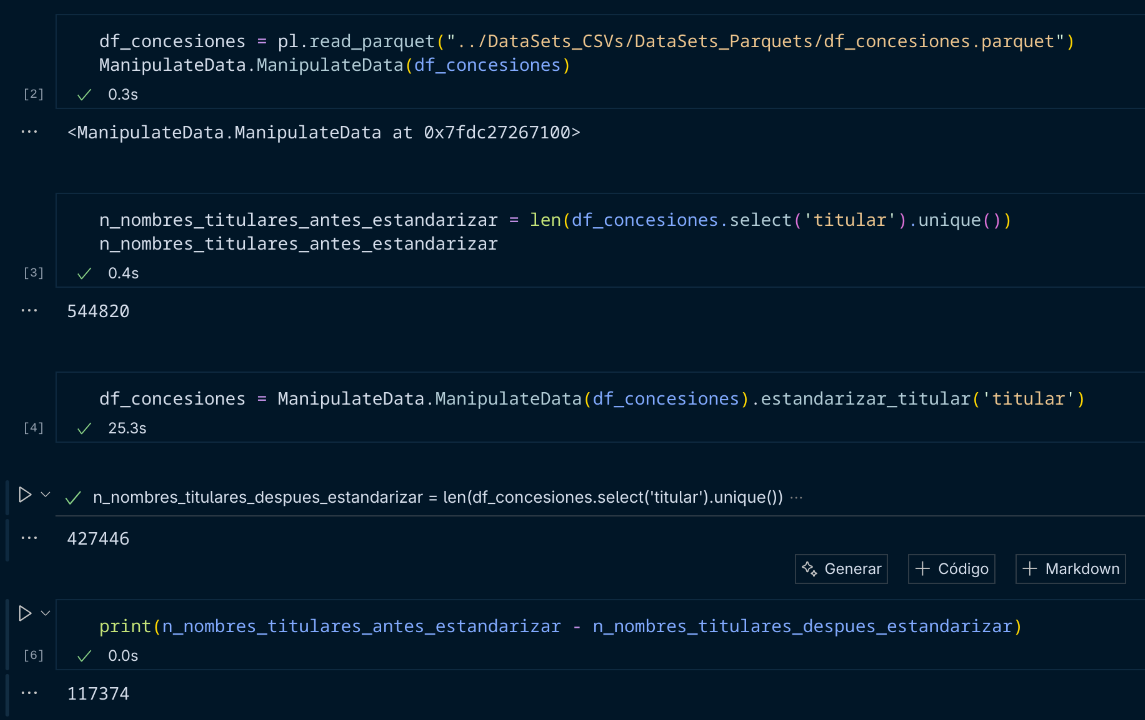 df_concesiones = pl.read_parquet("../DataSets_CSVs/DataSets_Parquets/df_concesiones.parquet")
ManipulateData.ManipulateData(df_concesiones)
[2] ✓ 0.3s
... <ManipulateData.ManipulateData at 0x7fdc27267100>
n_nombres_titulares_antes_estandarizar = len(df_concesiones.select('titular').unique())
n_nombres_titulares_antes_estandarizar
[3] ✓ 0.4s
... 544820
df_concesiones = ManipulateData.ManipulateData(df_concesiones).estandarizar_titular('titular')
[4] ✓ 25.3s
✓ n_nombres_titulares_despues_estandarizar = len(df_concesiones.select('titular').unique()) ...
... 427446
Generar + Código + Markdown
print(n_nombres_titulares_antes_estandarizar - n_nombres_titulares_despues_estandarizar)
[6] ✓ 0.0s
... 117374